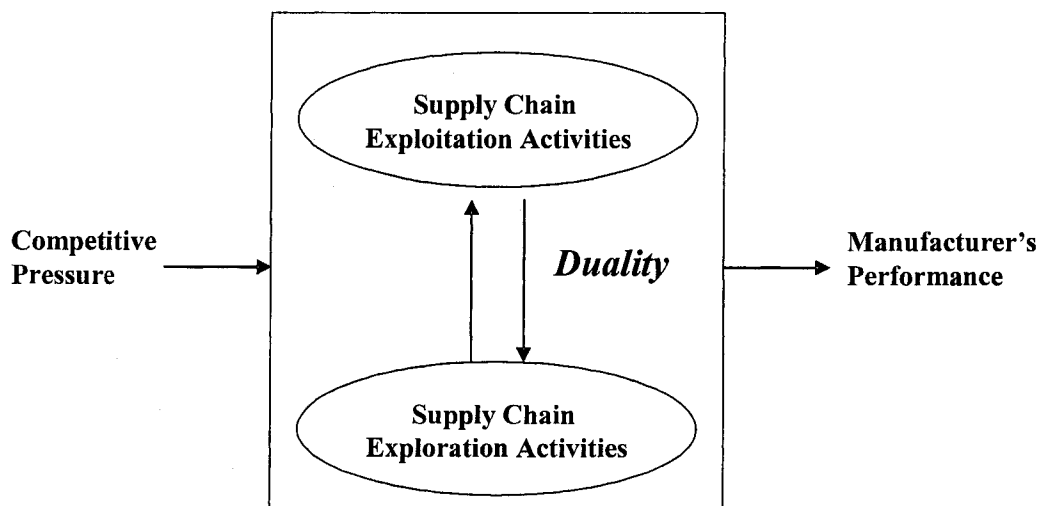 Supply Chain
Exploitation Activities
Competitive
Pressure
Duality
Manufacturer's
Performance
Supply Chain
Exploration Activities